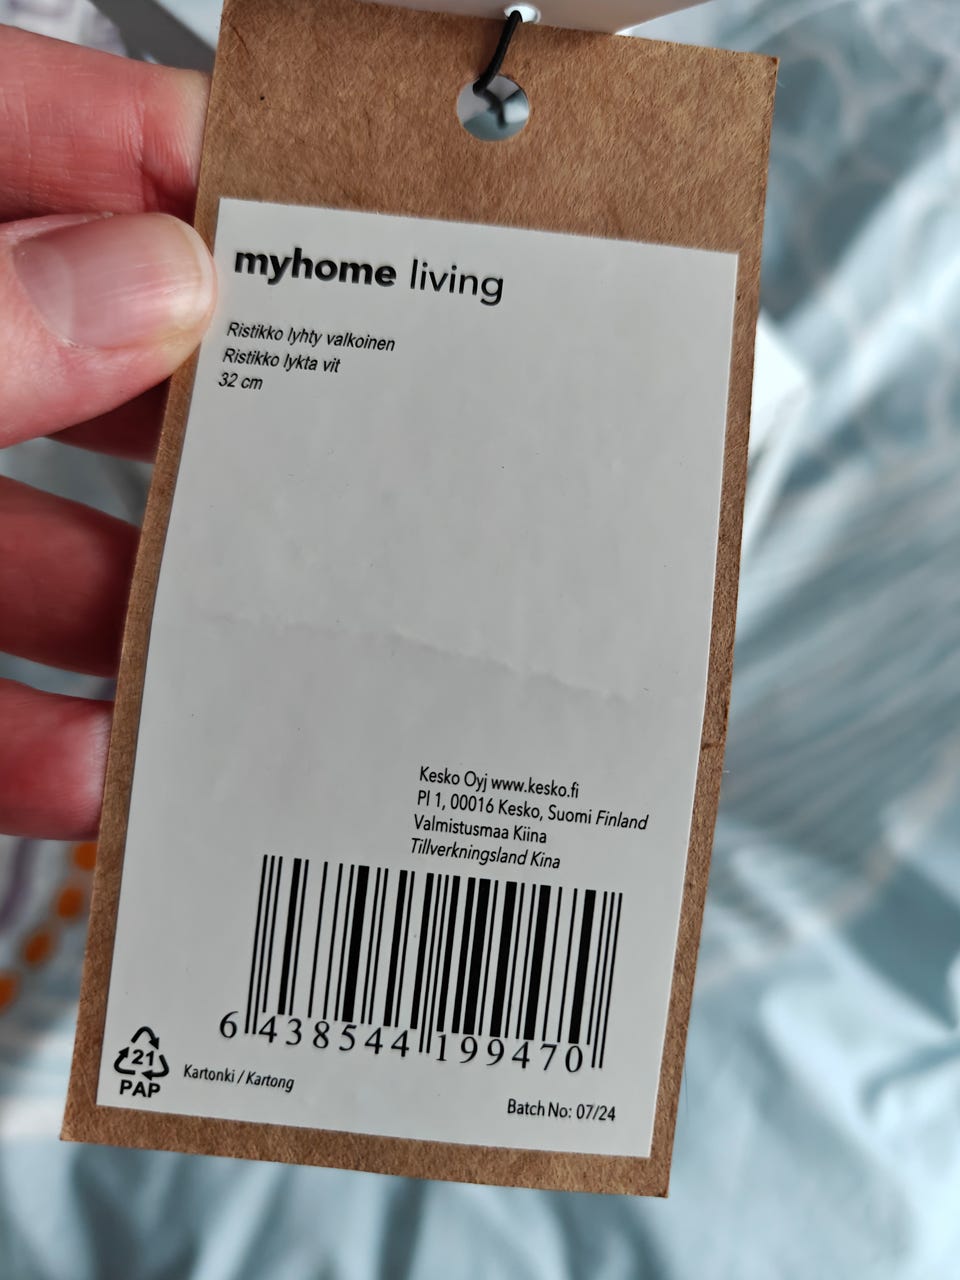 myhome living
Ristikko lyhty valkoinen
Ristikko lykta vit
32 cm
Kesko Oyj www.kesko.fi
Pl 1, 00016 Kesko, Suomi Finland
Valmistusmaa Kiina
Tillverkningsland Kina
6 438544 199470
21
PAP
Kartonki / Kartong
Batch No: 07/24